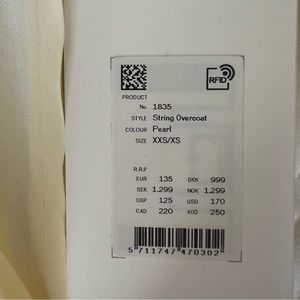 RFID
PRODUCT
No. 1835
STYLE String Overcoat
COLOUR Pearl
SIZE XXS/XS
R.R.P
EUR 135 DKK 999
SEK 1.299 NOK 1.299
GBP 125 USD 170
CAD 220 AUD 250
5 711747 470302